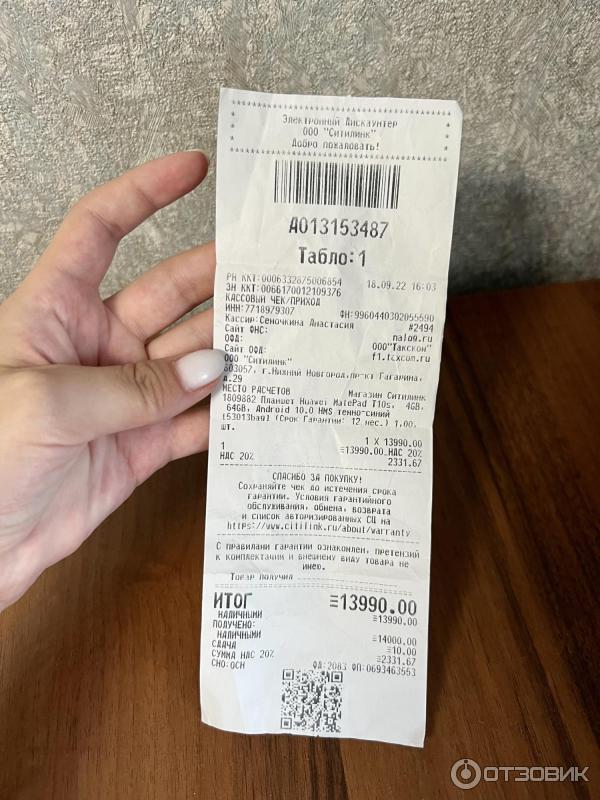 Электронный Дискаунтер
ООО "Ситилинк"
Добро пожаловать!
А013153487
Табло:1
РН ККТ:0006332875006854 18.09.22 16:03
ЗН ККТ:0066170012109376
КАССОВЫЙ ЧЕК/ПРИХОД ФН:9960440302055590
ИНН:7718979307 #2494
Кассир:Сеночкина Анастасия
Сайт ФНС: nalog.ru
ОФД: ООО"Такском"
Сайт ОФД: f1.taxcom.ru
ООО "Ситилинк"
603057, г.Нижний Новгород,пр-кт Гагарина,
д.29
МЕСТО РАСЧЕТОВ Магазин Ситилинк
1809882 Планшет Huawei MatePad T10s, 4GB,
64GB, Android 10.0 HMS темно-синий
[53013bag] (Срок Гарантии: 12 мес.) 1.00,
шт.
1 X 13990.00
1 ≡13990.00 НДС 20%
НДС 20% 2331.67
СПАСИБО ЗА ПОКУПКУ!
Сохраняйте чек до истечения срока
гарантии. Условия гарантийного
обслуживания, обмена, возврата
и список авторизированных СЦ на
https://www.citilink.ru/about/warranty
С правилами гарантии ознакомлен, претензий
к комплектации и внешнему виду товара не
имею.
Товар получил
ИТОГ ≡13990.00
НАЛИЧНЫМИ ≡13990.00
ПОЛУЧЕНО:
НАЛИЧНЫМИ ≡14000.00
СДАЧА ≡10.00
СУММА НДС 20% ≡2331.67
СНО:ОСН ФД:2083 ФП:0693463553
ОТЗОВИК